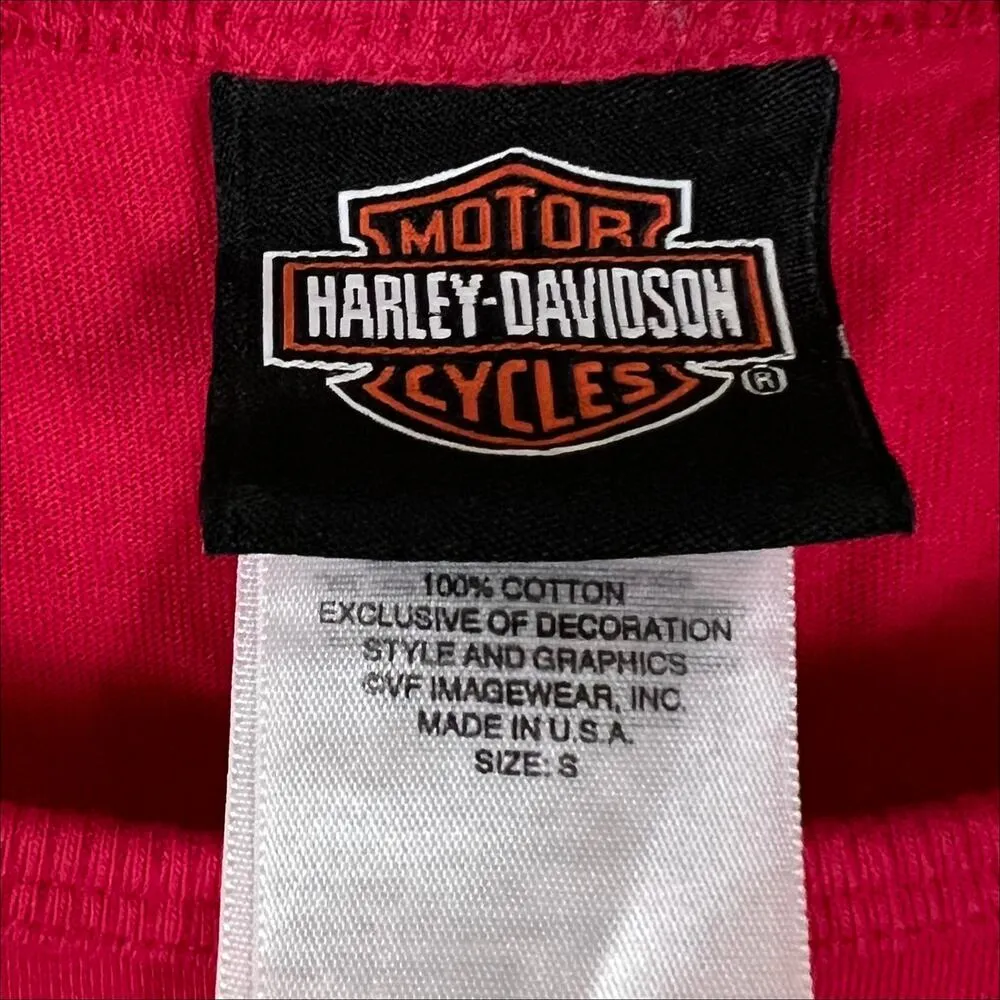 MOTOR
HARLEY-DAVIDSON
CYCLES ®
100% COTTON
EXCLUSIVE OF DECORATION
STYLE AND GRAPHICS
©VF IMAGEWEAR, INC.
MADE IN U.S.A.
SIZE: S